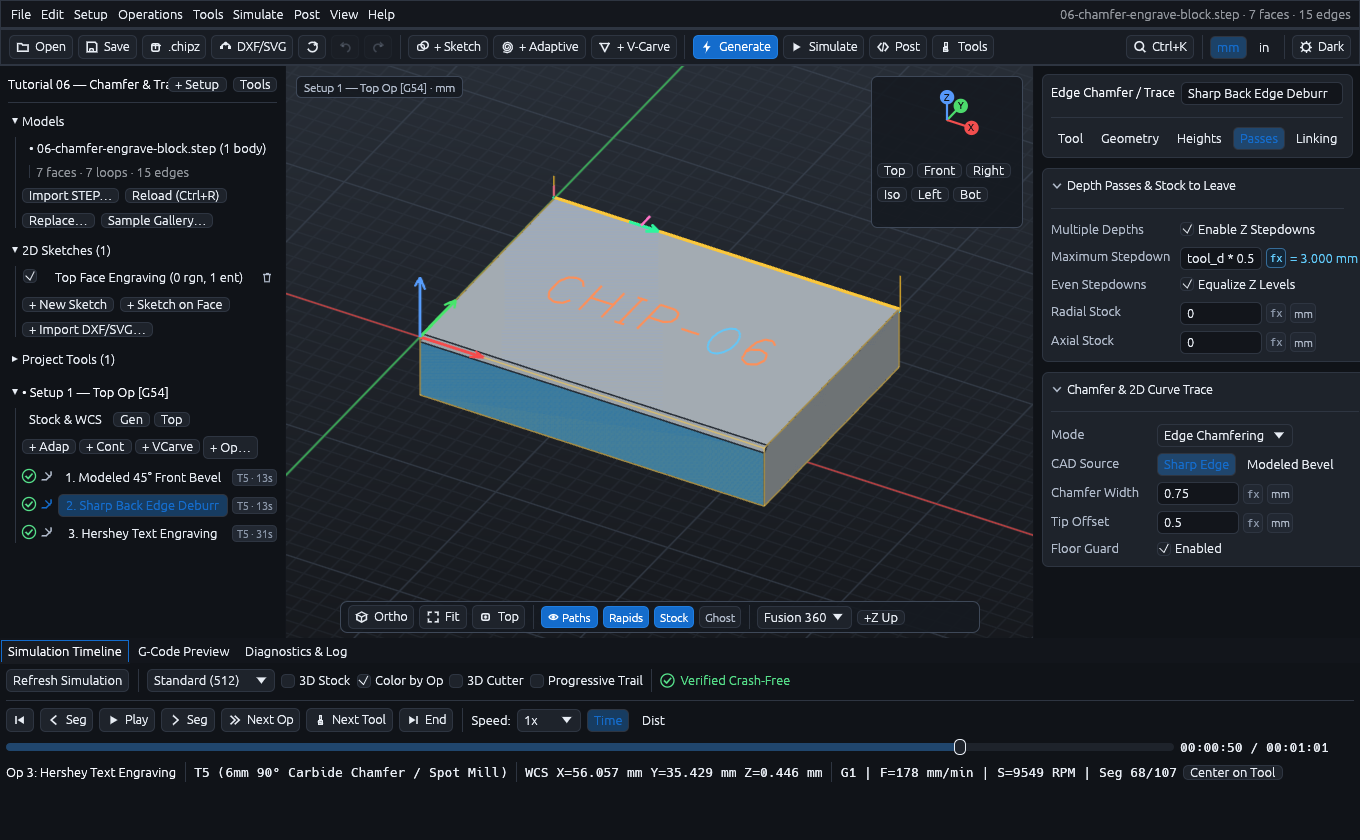 File Edit Setup Operations Tools Simulate Post View Help
06-chamfer-engrave-block.step · 7 faces · 15 edges
Open Save .chipz DXF/SVG + Sketch + Adaptive + V-Carve Generate Simulate Post Tools Ctrl+K mm in Dark
Tutorial 06 — Chamfer & Tra + Setup Tools
Models
• 06-chamfer-engrave-block.step (1 body)
7 faces · 7 loops · 15 edges
Import STEP… Reload (Ctrl+R)
Replace… Sample Gallery…
2D Sketches (1)
Top Face Engraving (0 rgn, 1 ent)
+ New Sketch + Sketch on Face
+ Import DXF/SVG…
Project Tools (1)
• Setup 1 — Top Op [G54]
Stock & WCS Gen Top
+ Adap + Cont + VCarve + Op…
1. Modeled 45° Front Bevel T5 · 13s
2. Sharp Back Edge Deburr T5 · 13s
3. Hershey Text Engraving T5 · 31s
Setup 1 — Top Op [G54] · mm
Z
Y
X
Top Front Right
Iso Left Bot
CHIP-06
Ortho Fit Top Paths Rapids Stock Ghost Fusion 360 +Z Up
Edge Chamfer / Trace Sharp Back Edge Deburr
Tool Geometry Heights Passes Linking
Depth Passes & Stock to Leave
Multiple Depths Enable Z Stepdowns
Maximum Stepdown tool_d * 0.5 fx = 3.000 mm
Even Stepdowns Equalize Z Levels
Radial Stock 0 fx mm
Axial Stock 0 fx mm
Chamfer & 2D Curve Trace
Mode Edge Chamfering
CAD Source Sharp Edge Modeled Bevel
Chamfer Width 0.75 fx mm
Tip Offset 0.5 fx mm
Floor Guard Enabled
Simulation Timeline G-Code Preview Diagnostics & Log
Refresh Simulation Standard (512) 3D Stock Color by Op 3D Cutter Progressive Trail Verified Crash-Free
Seg Play Seg Next Op Next Tool End Speed: 1x Time Dist
00:00:50 / 00:01:01
Op 3: Hershey Text Engraving T5 (6mm 90° Carbide Chamfer / Spot Mill) WCS X=56.057 mm Y=35.429 mm Z=0.446 mm G1 | F=178 mm/min | S=9549 RPM | Seg 68/107 Center on Tool